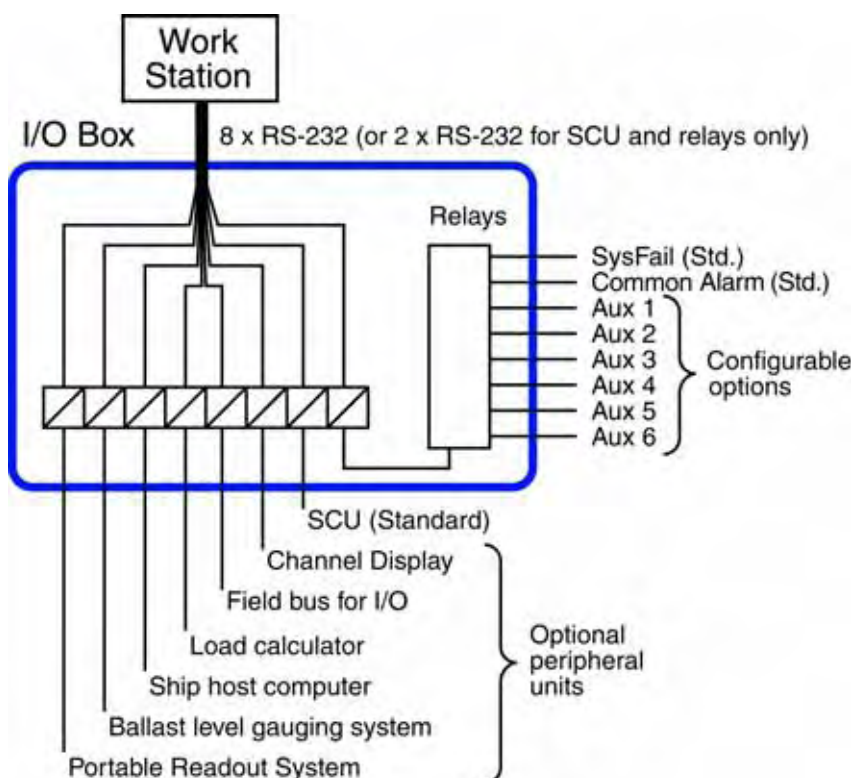 Work
Station
I/O Box
8 x RS-232 (or 2 x RS-232 for SCU and relays only)
Relays
SysFail (Std.)
Common Alarm (Std.)
Aux 1
Aux 2
Aux 3
Aux 4
Aux 5
Aux 6
Configurable
options
SCU (Standard)
Channel Display
Field bus for I/O
Load calculator
Ship host computer
Ballast level gauging system
Portable Readout System
Optional
peripheral
units